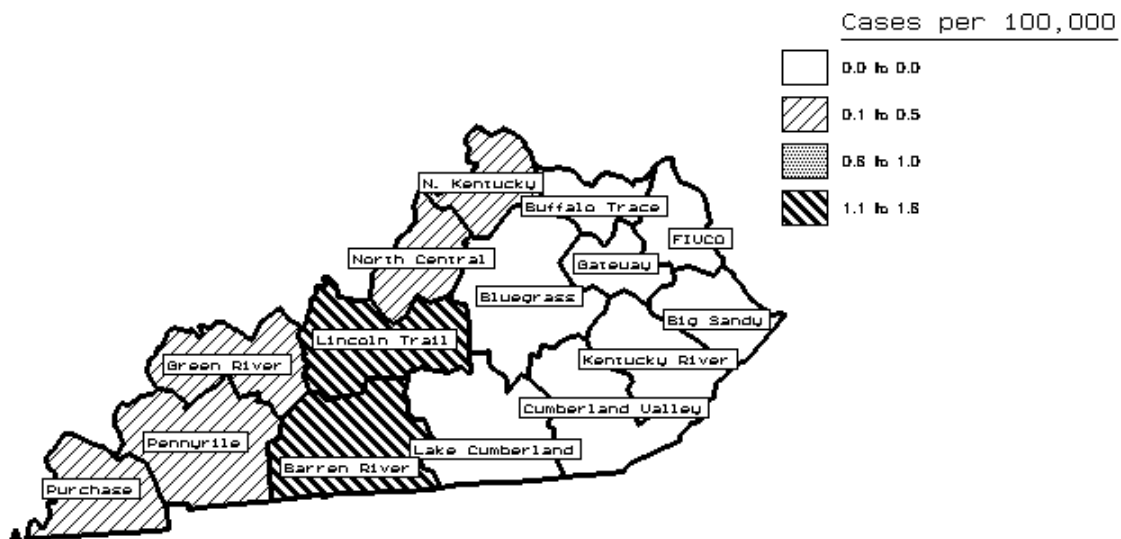 Cases per 100,000
0.0 to 0.0
0.1 to 0.5
0.6 to 1.0
1.1 to 1.6
N. Kentucky
Buffalo Trace
FIVCO
North Central
Gateway
Bluegrass
Big Sandy
Lincoln Trail
Kentucky River
Green River
Cumberland Valley
Pennyrile
Lake Cumberland
Barren River
Purchase